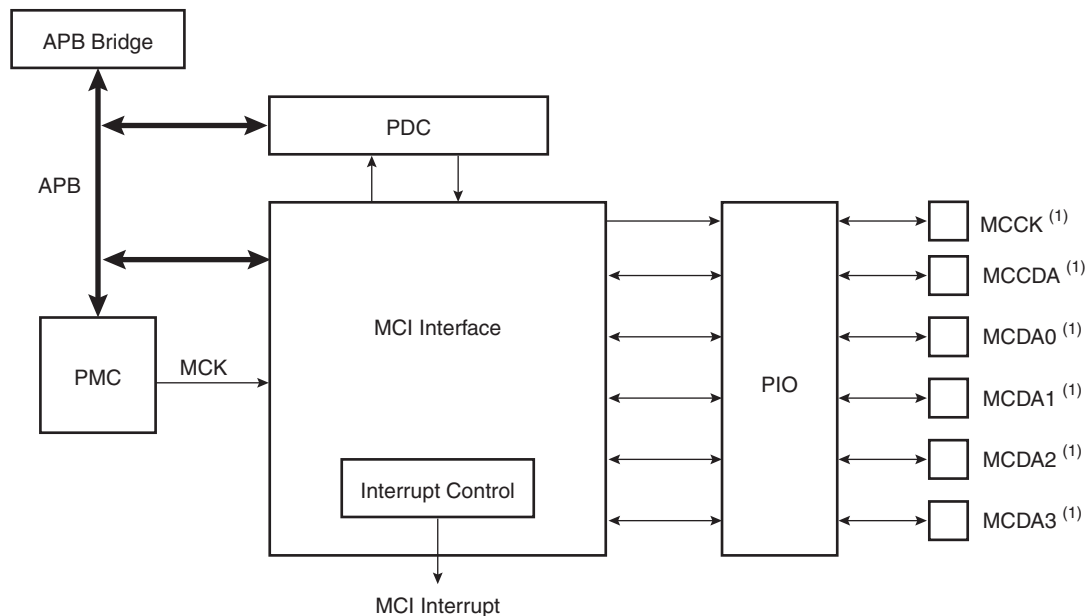 APB Bridge
PDC
APB
MCCK (1)
MCCDA (1)
MCI Interface
MCDA0 (1)
MCK
PMC
PIO
MCDA1 (1)
MCDA2 (1)
Interrupt Control
MCDA3 (1)
MCI Interrupt